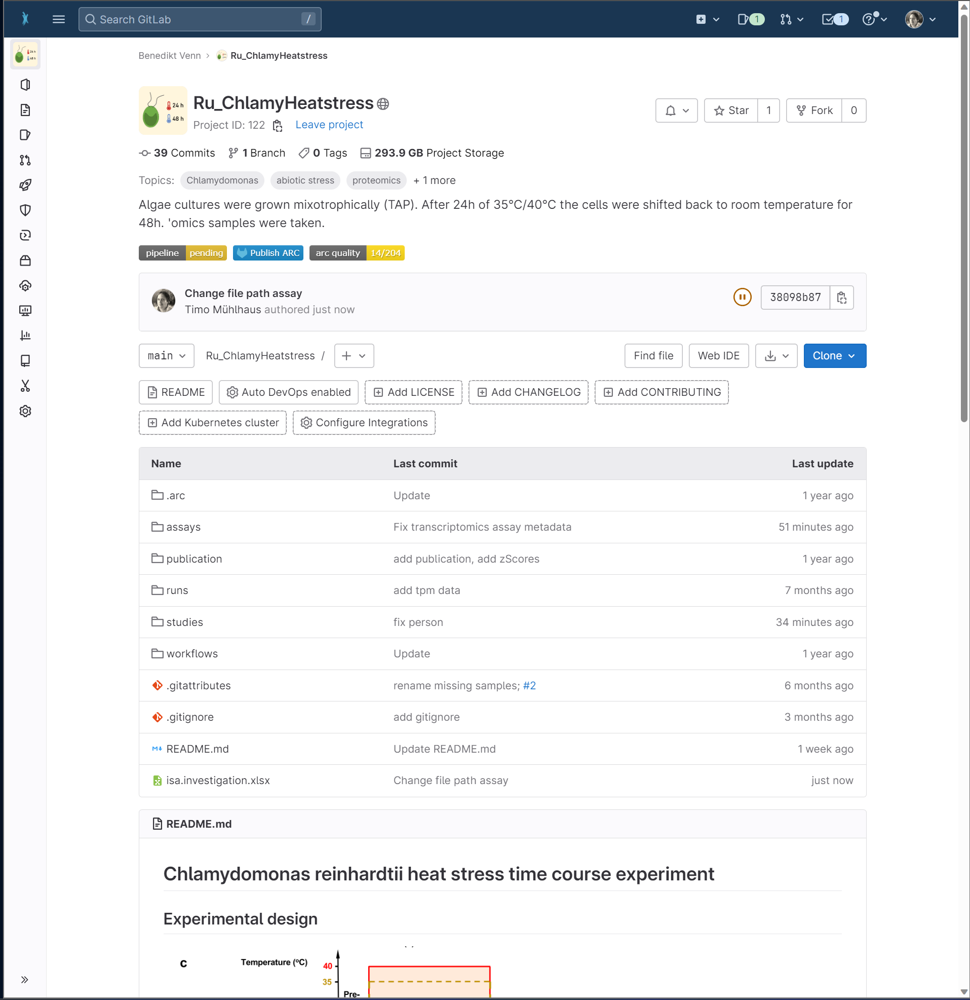 Search GitLab /
1
1
24 h
48 h
Benedikt Venn › Ru_ChlamyHeatstress
24 h
48 h
Ru_ChlamyHeatstress
Project ID: 122 Leave project
Star 1
Fork 0
39 Commits 1 Branch 0 Tags 293.9 GB Project Storage
Topics: Chlamydomonas abiotic stress proteomics + 1 more
Algae cultures were grown mixotrophically (TAP). After 24h of 35°C/40°C the cells were shifted back to room temperature for
48h. 'omics samples were taken.
pipeline pending Publish ARC arc quality 14/204
Change file path assay
Timo Mühlhaus authored just now
38098b87
main Ru_ChlamyHeatstress / +
Find file Web IDE Clone
README Auto DevOps enabled Add LICENSE Add CHANGELOG Add CONTRIBUTING
Add Kubernetes cluster Configure Integrations
Name Last commit Last update
.arc Update 1 year ago
assays Fix transcriptomics assay metadata 51 minutes ago
publication add publication, add zScores 1 year ago
runs add tpm data 7 months ago
studies fix person 34 minutes ago
workflows Update 1 year ago
.gitattributes rename missing samples; #2 6 months ago
.gitignore add gitignore 3 months ago
README.md Update README.md 1 week ago
isa.investigation.xlsx Change file path assay just now
README.md
Chlamydomonas reinhardtii heat stress time course experiment
Experimental design
C Temperature (ºC) 40
35
Pre-